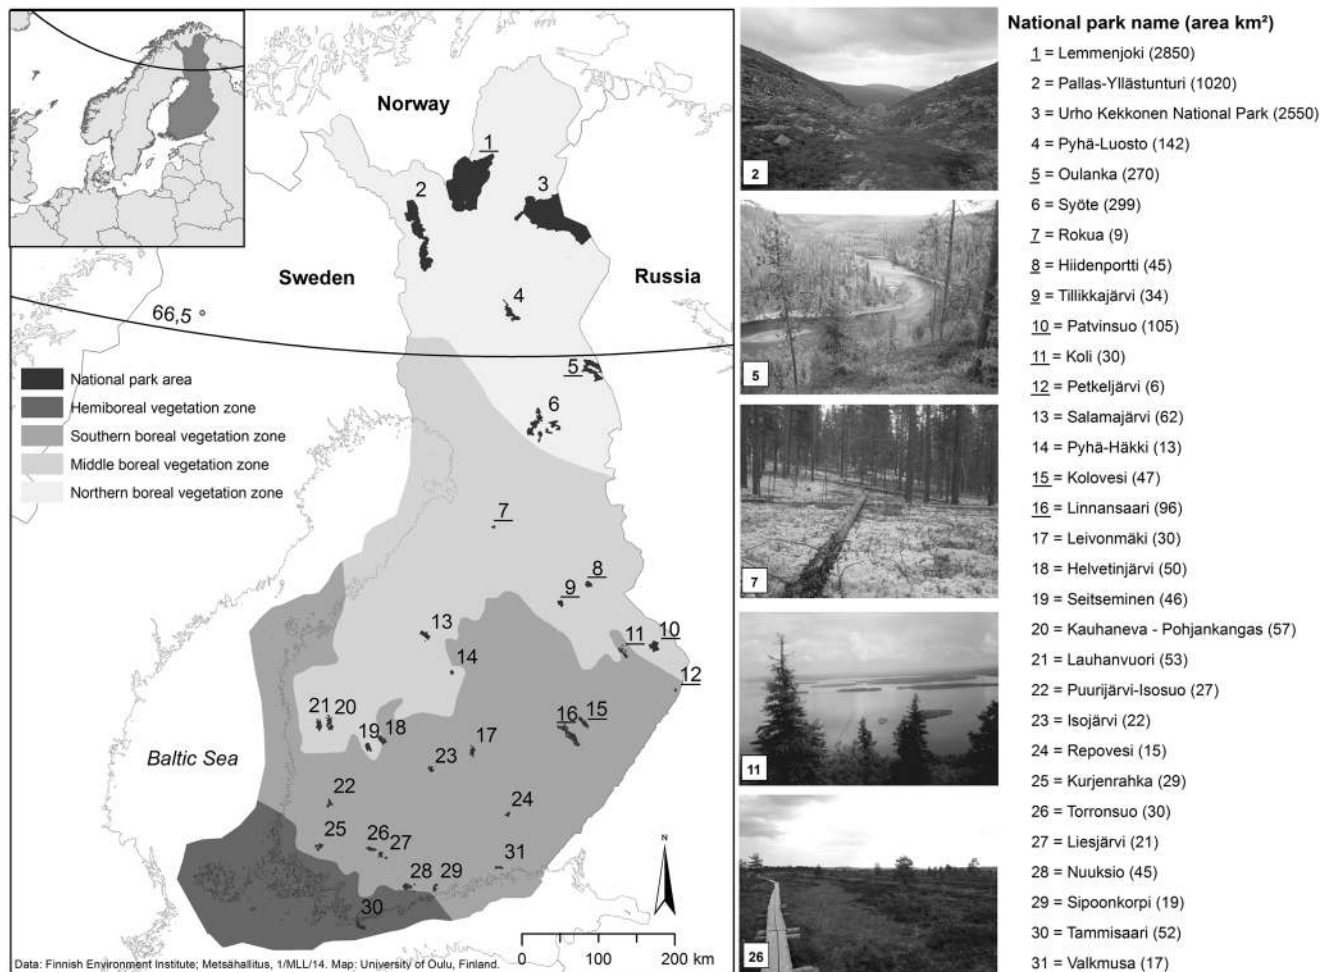 Norway
Sweden
Russia
Baltic Sea
66,5 °
1
2
3
4
5
6
7
8
9
10
11
12
13
14
15
16
17
18
19
20
21
22
23
24
25
26
27
28
29
30
31
National park area
Hemiboreal vegetation zone
Southern boreal vegetation zone
Middle boreal vegetation zone
Northern boreal vegetation zone
N
0 100 200 km
Data: Finnish Environment Institute; Metsähallitus, 1/MLL/14. Map: University of Oulu, Finland.
2
5
7
11
26
National park name (area km²)
1 = Lemmenjoki (2850)
2 = Pallas-Yllästunturi (1020)
3 = Urho Kekkonen National Park (2550)
4 = Pyhä-Luosto (142)
5 = Oulanka (270)
6 = Syöte (299)
7 = Rokua (9)
8 = Hiidenportti (45)
9 = Tillikkajärvi (34)
10 = Patvinsuo (105)
11 = Koli (30)
12 = Petkeljärvi (6)
13 = Salamajärvi (62)
14 = Pyhä-Häkki (13)
15 = Kolovesi (47)
16 = Linnansaari (96)
17 = Leivonmäki (30)
18 = Helvetinjärvi (50)
19 = Seitseminen (46)
20 = Kauhaneva - Pohjankangas (57)
21 = Lauhanvuori (53)
22 = Puurijärvi-Isosuo (27)
23 = Isojärvi (22)
24 = Repovesi (15)
25 = Kurjenrahka (29)
26 = Torronsuo (30)
27 = Liesjärvi (21)
28 = Nuuksio (45)
29 = Sipoonkorpi (19)
30 = Tammisaari (52)
31 = Valkmusa (17)